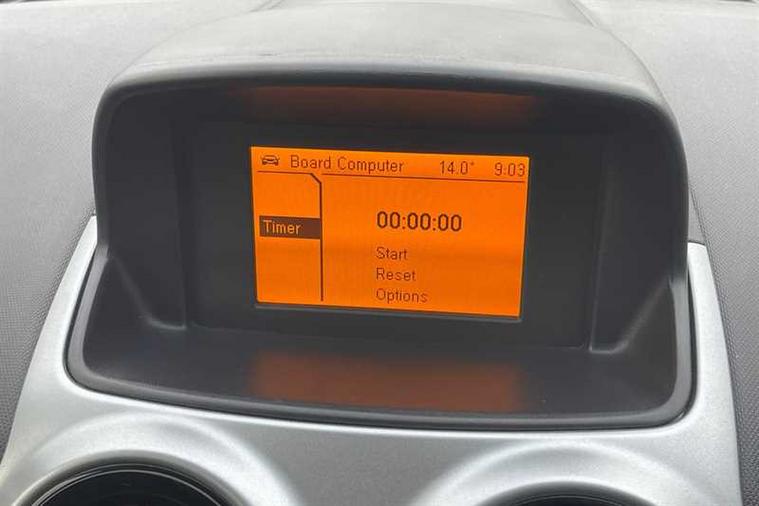 Board Computer 14.0° 9:03
Timer
00:00:00
Start
Reset
Options